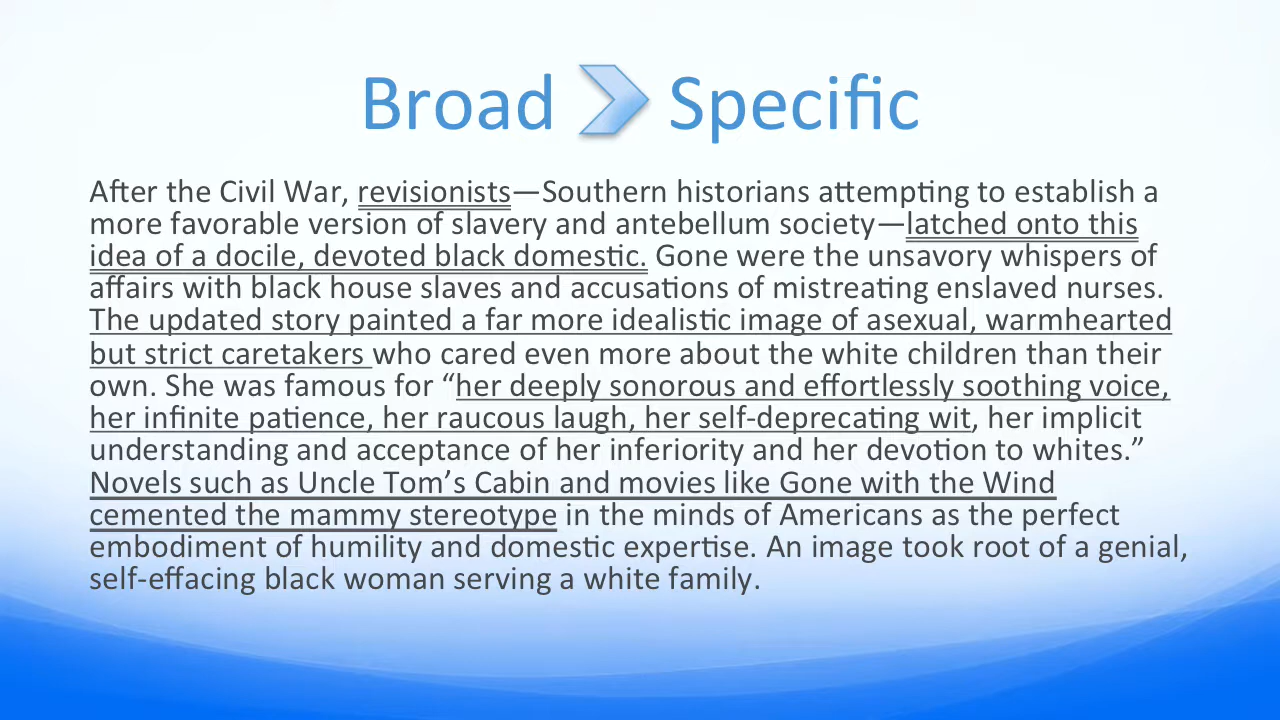 Broad Specific
After the Civil War, revisionists—Southern historians attempting to establish a
more favorable version of slavery and antebellum society—latched onto this
idea of a docile, devoted black domestic. Gone were the unsavory whispers of
affairs with black house slaves and accusations of mistreating enslaved nurses.
The updated story painted a far more idealistic image of asexual, warmhearted
but strict caretakers who cared even more about the white children than their
own. She was famous for “her deeply sonorous and effortlessly soothing voice,
her infinite patience, her raucous laugh, her self-deprecating wit, her implicit
understanding and acceptance of her inferiority and her devotion to whites.”
Novels such as Uncle Tom’s Cabin and movies like Gone with the Wind
cemented the mammy stereotype in the minds of Americans as the perfect
embodiment of humility and domestic expertise. An image took root of a genial,
self-effacing black woman serving a white family.